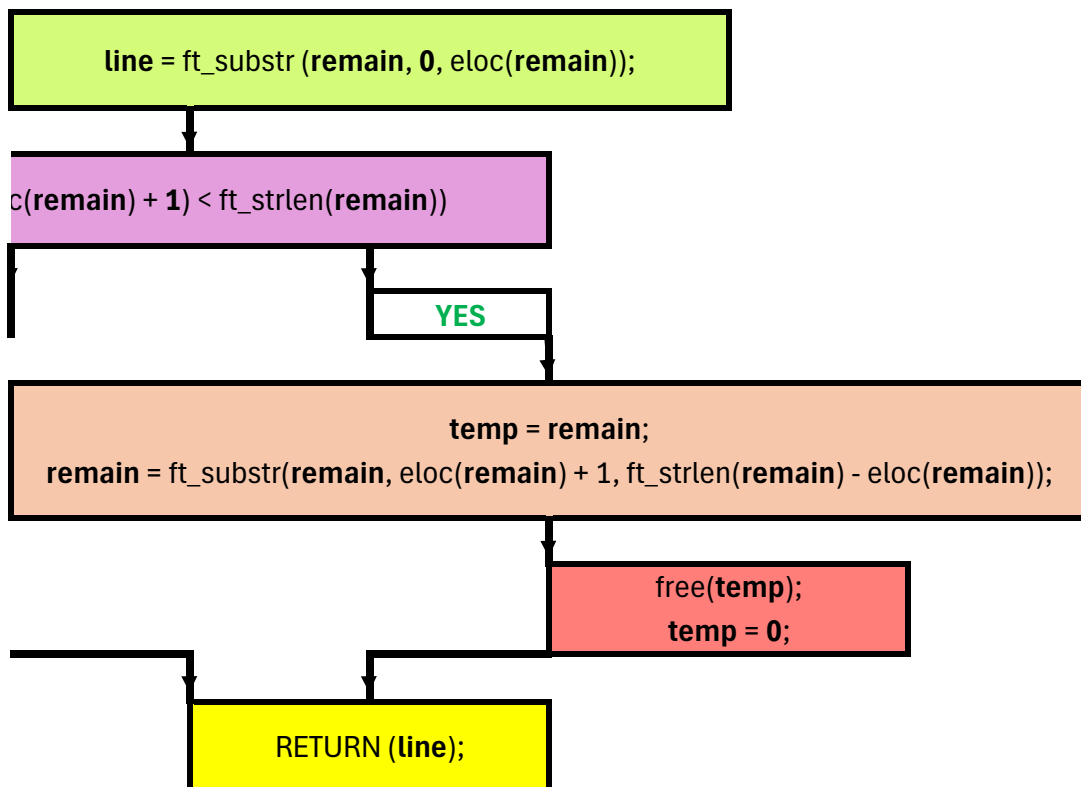 line = ft_substr (remain, 0, eloc(remain));
c(remain) + 1) < ft_strlen(remain))
YES
temp = remain;
remain = ft_substr(remain, eloc(remain) + 1, ft_strlen(remain) - eloc(remain));
free(temp);
temp = 0;
RETURN (line);